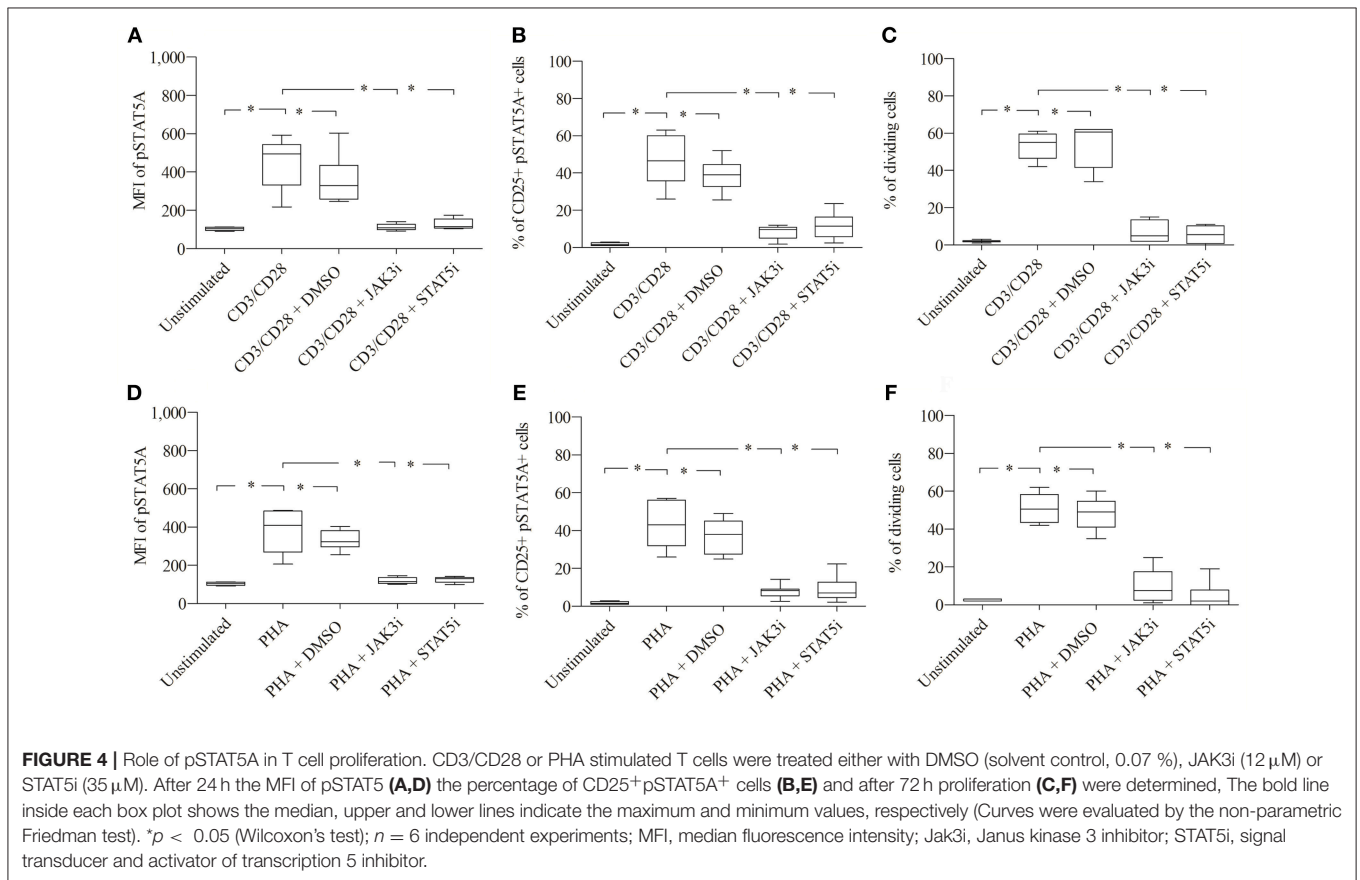 A
MFI of pSTAT5A
1,000
800
600
400
200
0
* * * *
Unstimulated
CD3/CD28
CD3/CD28 + DMSO
CD3/CD28 + JAK3i
CD3/CD28 + STAT5i
B
% of CD25+ pSTAT5A+ cells
100
80
60
40
20
0
* * * *
Unstimulated
CD3/CD28
CD3/CD28 + DMSO
CD3/CD28 + JAK3i
CD3/CD28 + STAT5i
C
% of dividing cells
100
80
60
40
20
0
* * * *
Unstimulated
CD3/CD28
CD3/CD28 + DMSO
CD3/CD28 + JAK3i
CD3/CD28 + STAT5i
D
MFI of pSTAT5A
1,000
800
600
400
200
0
* * * *
Unstimulated
PHA
PHA + DMSO
PHA + JAK3i
PHA + STAT5i
E
% of CD25+ pSTAT5A+ cells
100
80
60
40
20
0
* * * *
Unstimulated
PHA
PHA + DMSO
PHA + JAK3i
PHA + STAT5i
F
% of dividing cells
100
80
60
40
20
0
* * * *
Unstimulated
PHA
PHA + DMSO
PHA + JAK3i
PHA + STAT5i
FIGURE 4 | Role of pSTAT5A in T cell proliferation. CD3/CD28 or PHA stimulated T cells were treated either with DMSO (solvent control, 0.07 %), JAK3i (12 µM) or
STAT5i (35 µM). After 24 h the MFI of pSTAT5 (A,D) the percentage of CD25+pSTAT5A+ cells (B,E) and after 72 h proliferation (C,F) were determined, The bold line
inside each box plot shows the median, upper and lower lines indicate the maximum and minimum values, respectively (Curves were evaluated by the non-parametric
Friedman test). *p < 0.05 (Wilcoxon's test); n = 6 independent experiments; MFI, median fluorescence intensity; Jak3i, Janus kinase 3 inhibitor; STAT5i, signal
transducer and activator of transcription 5 inhibitor.